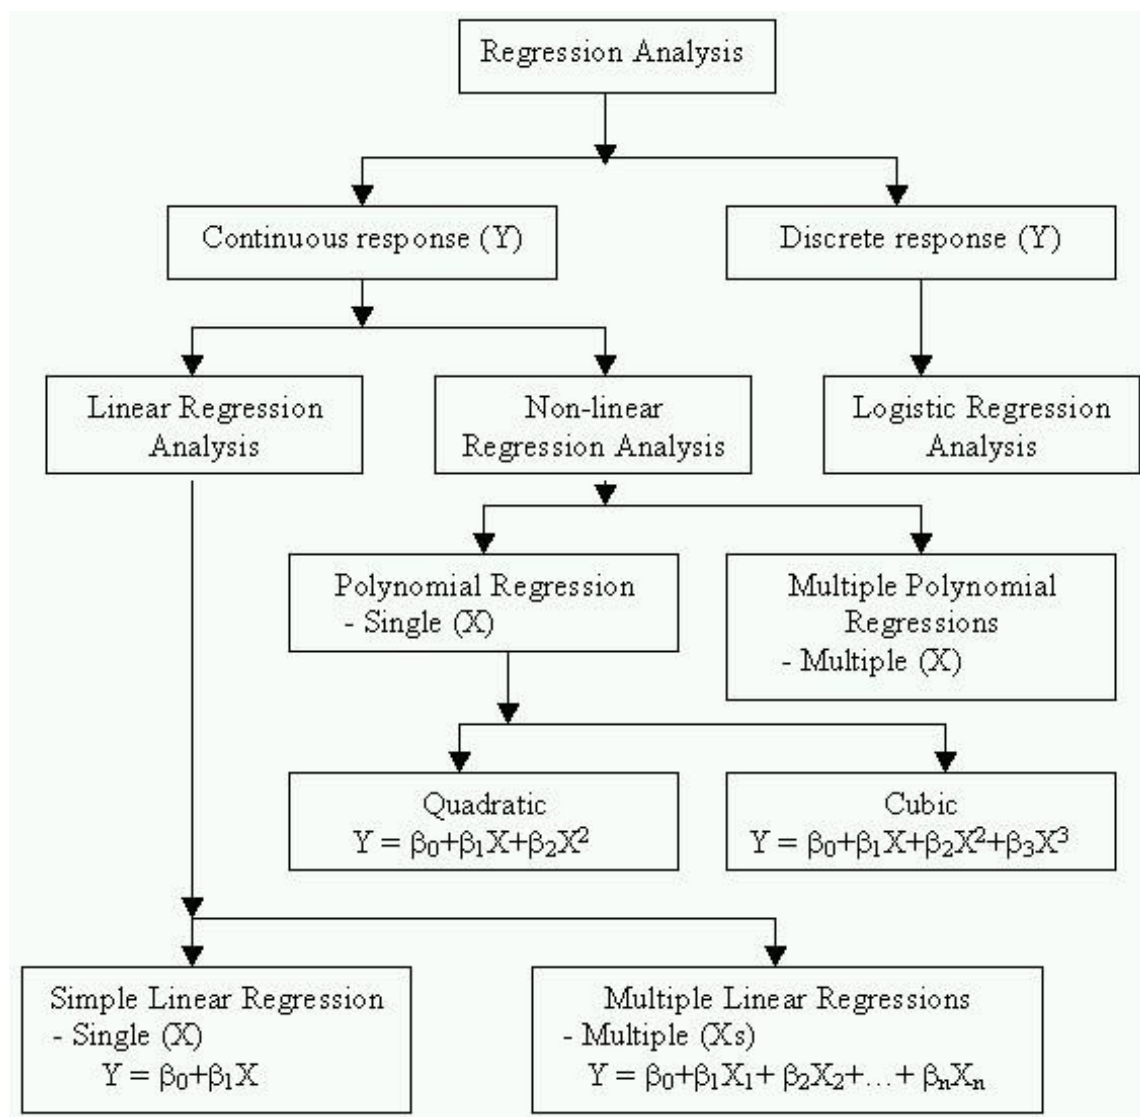 Regression Analysis
Continuous response (Y)
Discrete response (Y)
Linear Regression
Analysis
Non-linear
Regression Analysis
Logistic Regression
Analysis
Polynomial Regression
- Single (X)
Multiple Polynomial
Regressions
- Multiple (X)
Quadratic
Y = β₀+β₁X+β₂X²
Cubic
Y = β₀+β₁X+β₂X²+β₃X³
Simple Linear Regression
- Single (X)
Y = β₀+β₁X
Multiple Linear Regressions
- Multiple (Xs)
Y = β₀+β₁X₁+ β₂X₂+...+ βₙXₙ